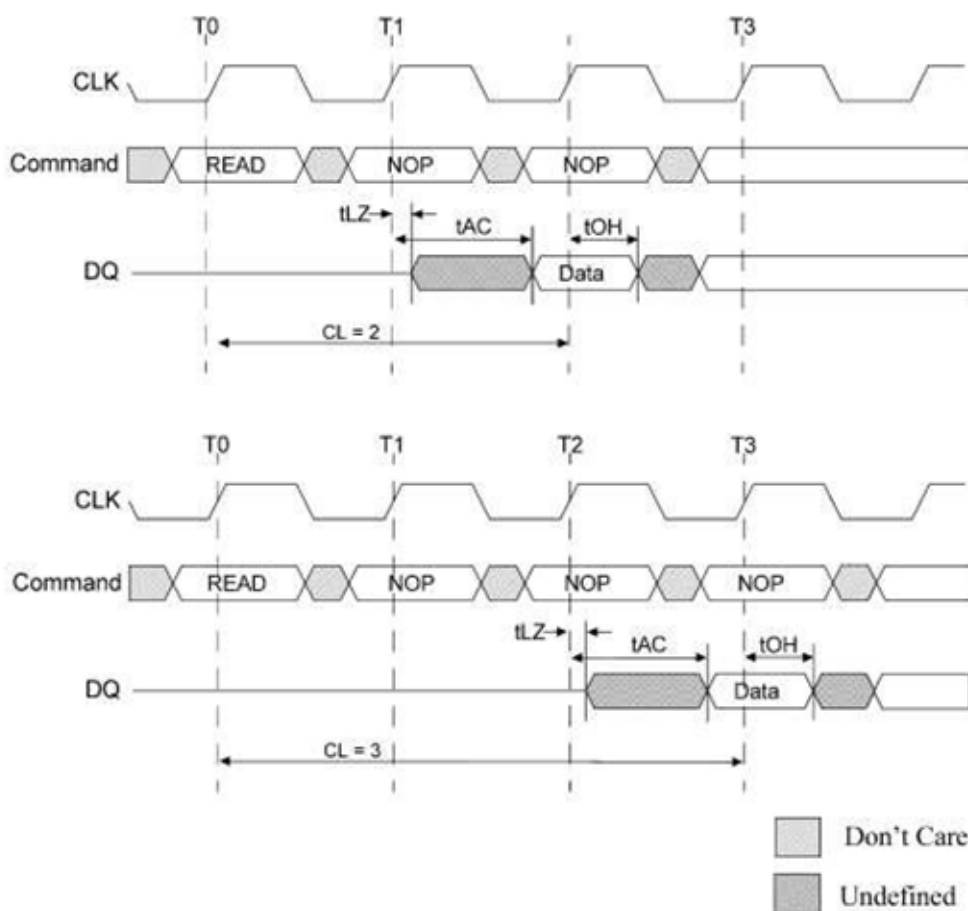 T0 T1 T3
CLK
Command READ NOP NOP
tLZ tAC tOH
DQ Data
CL = 2
T0 T1 T2 T3
CLK
Command READ NOP NOP NOP
tLZ tAC tOH
DQ Data
CL = 3
Don't Care
Undefined